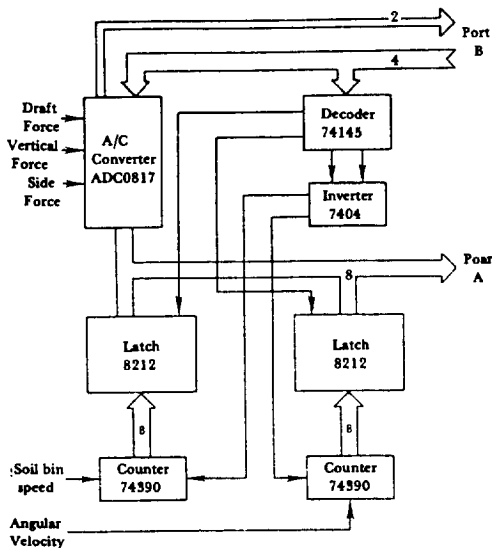 2
Port
B
4
Draft
Force
Vertical
Force
Side
Force
A/C
Converter
ADC0817
Decoder
74145
Inverter
7404
Poar
A
8
Latch
8212
Latch
8212
8
8
Soil bin
speed
Counter
74390
Counter
74390
Angular
Velocity